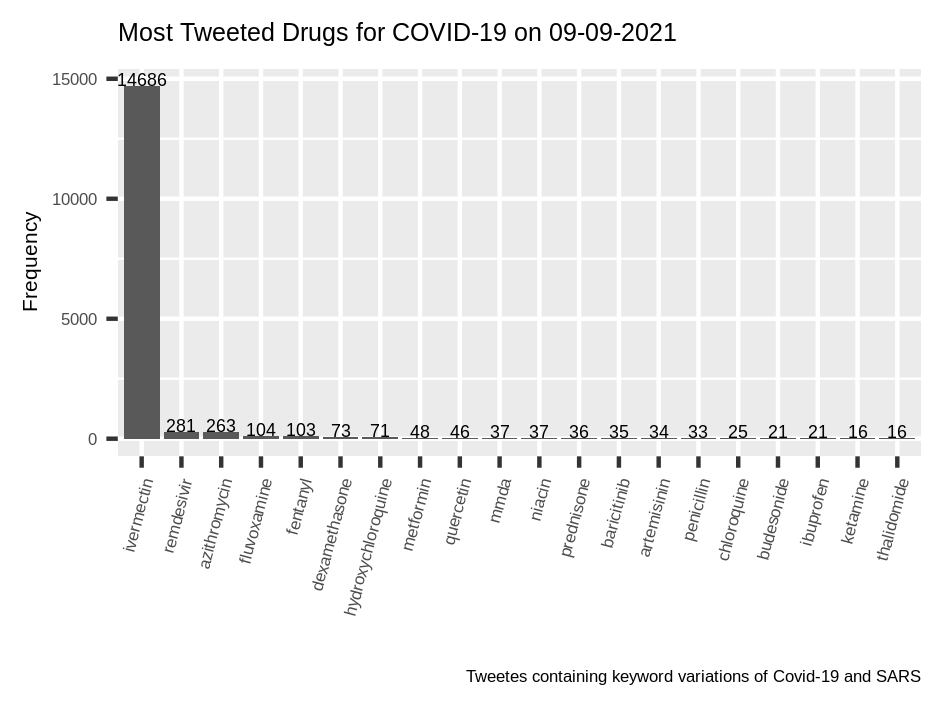 Most Tweeted Drugs for COVID-19 on 09-09-2021
Frequency
15000
10000
5000
0
14686
281
263
104
103
73
71
48
46
37
37
36
35
34
33
25
21
21
16
16
ivermectin
remdesivir
azithromycin
fluvoxamine
fentanyl
dexamethasone
hydroxychloroquine
metformin
quercetin
mmda
niacin
prednisone
baricitinib
artemisinin
penicillin
chloroquine
budesonide
ibuprofen
ketamine
thalidomide
Tweetes containing keyword variations of Covid-19 and SARS